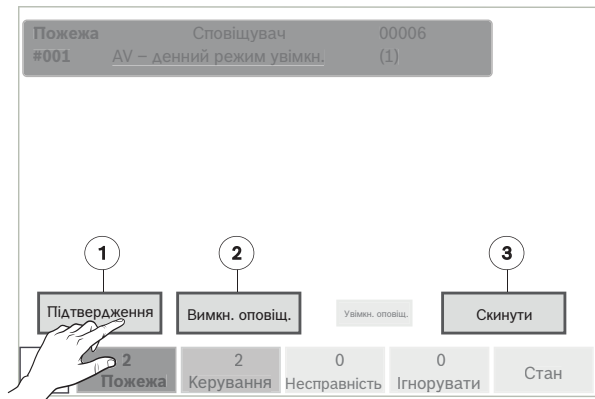 Пожежа Сповіщувач 00006
#001 AV – денний режим увімкн. (1)
1 2 3
Підтвердження Вимкн. оповіщ. Увімкн. оповіщ. Скинути
2 2 0 0
Пожежа Керування Несправність Ігнорувати Стан